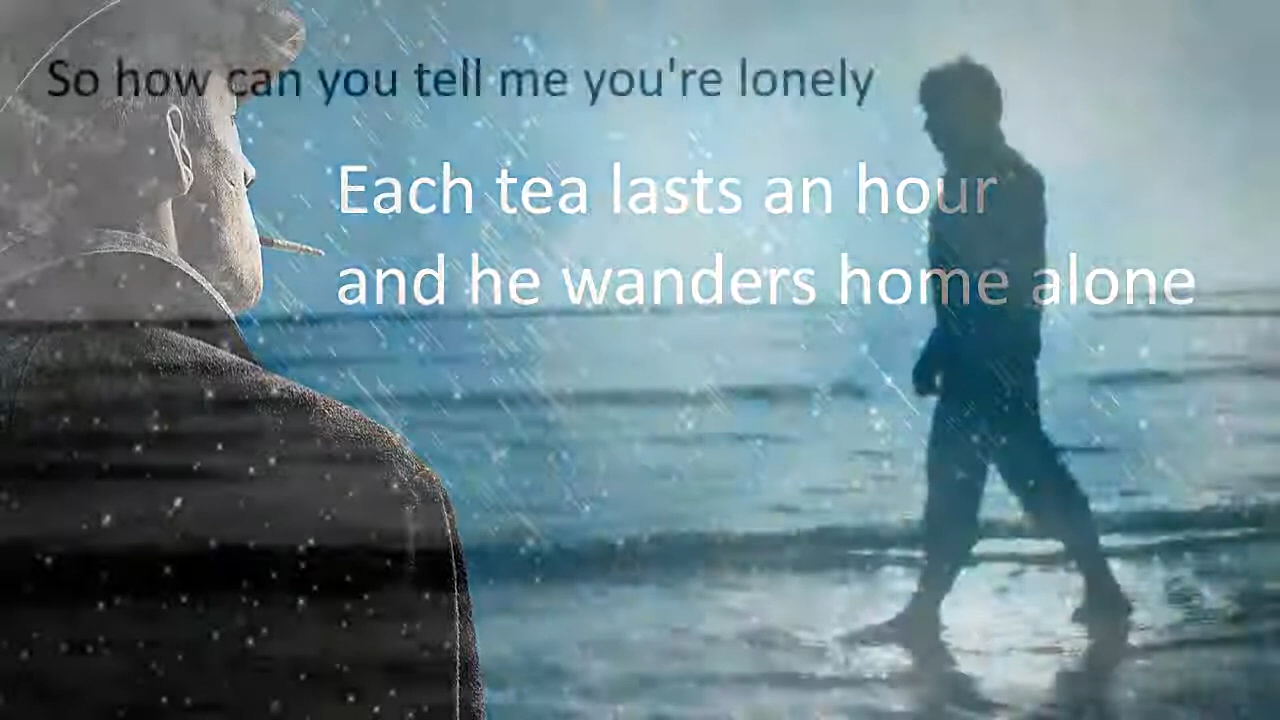 So how can you tell me you're lonely
Each tea lasts an hour
and he wanders home alone